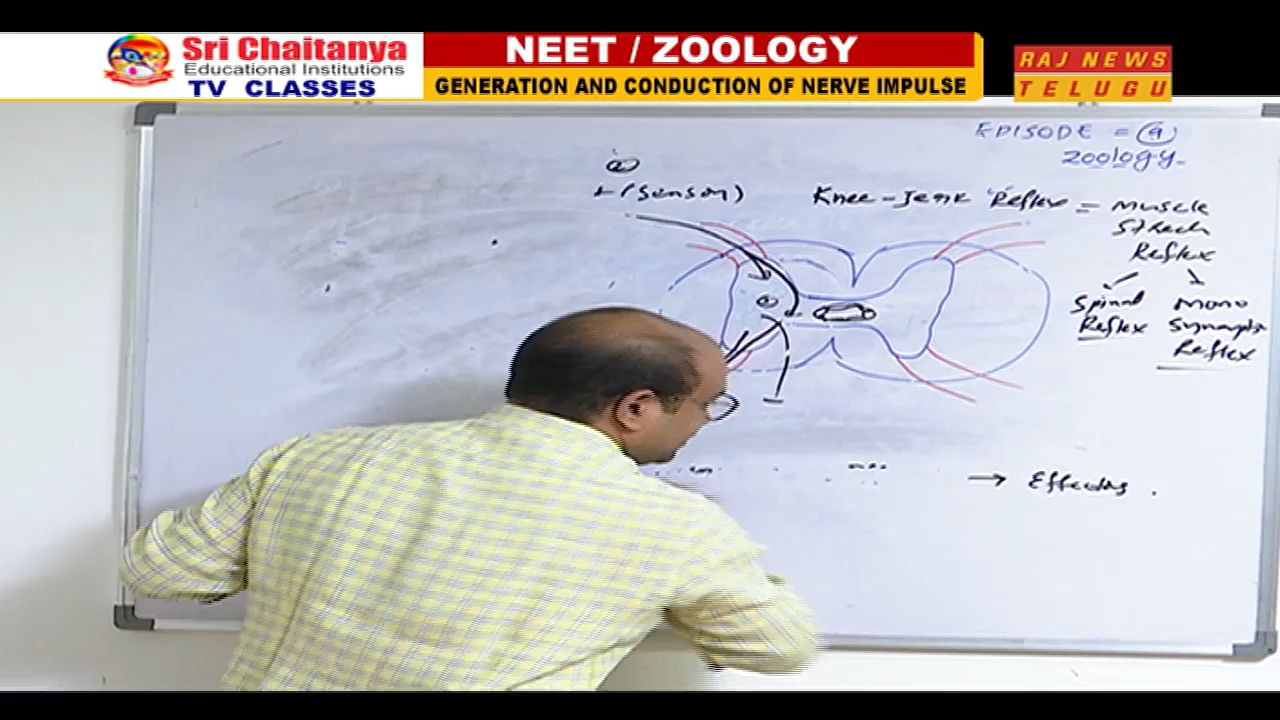 Sri Chaitanya
Educational Institutions
TV CLASSES
NEET / ZOOLOGY
GENERATION AND CONDUCTION OF NERVE IMPULSE
RAJ NEWS
TELUGU
EPISODE = 9
Zoology
Knee-Jerk Reflex = Muscle
Strech
Reflex
Spinal
Reflex
Mono
Synaptic
Reflex
→ Effectors.